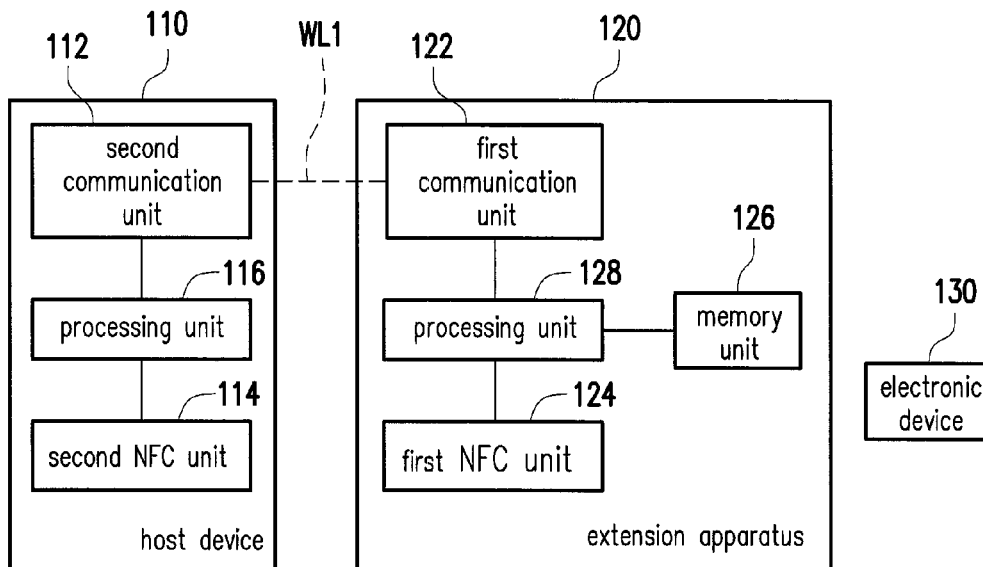 110
WL1
120
112
122
second
communication
unit
first
communication
unit
126
116
128
130
processing unit
processing unit
memory
unit
114
124
electronic
device
second NFC unit
first NFC unit
host device
extension apparatus